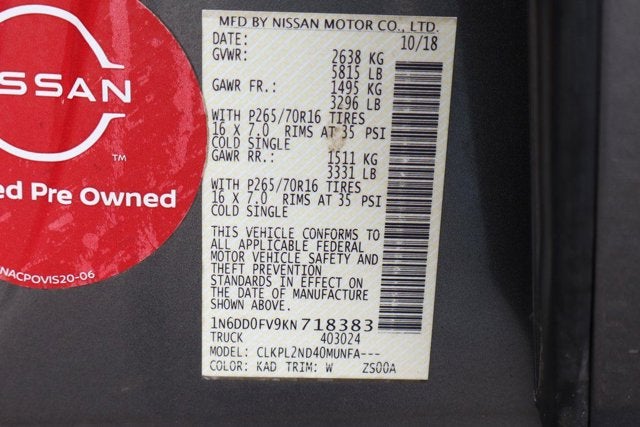 ISSAN
TM
ed Pre Owned
NACPOVIS20-06
MFD BY NISSAN MOTOR CO., LTD.
DATE: 10/18
GVWR: 2638 KG
5815 LB
GAWR FR.: 1495 KG
3296 LB
WITH P265/70R16 TIRES
16 X 7.0 RIMS AT 35 PSI
COLD SINGLE
GAWR RR.: 1511 KG
3331 LB
WITH P265/70R16 TIRES
16 X 7.0 RIMS AT 35 PSI
COLD SINGLE
THIS VEHICLE CONFORMS TO
ALL APPLICABLE FEDERAL
MOTOR VEHICLE SAFETY AND
THEFT PREVENTION
STANDARDS IN EFFECT ON
THE DATE OF MANUFACTURE
SHOWN ABOVE.
1N6DD0FV9KN718383
TRUCK 403024
MODEL: CLKPL2ND40MUNFA---
COLOR: KAD TRIM: W ZS00A